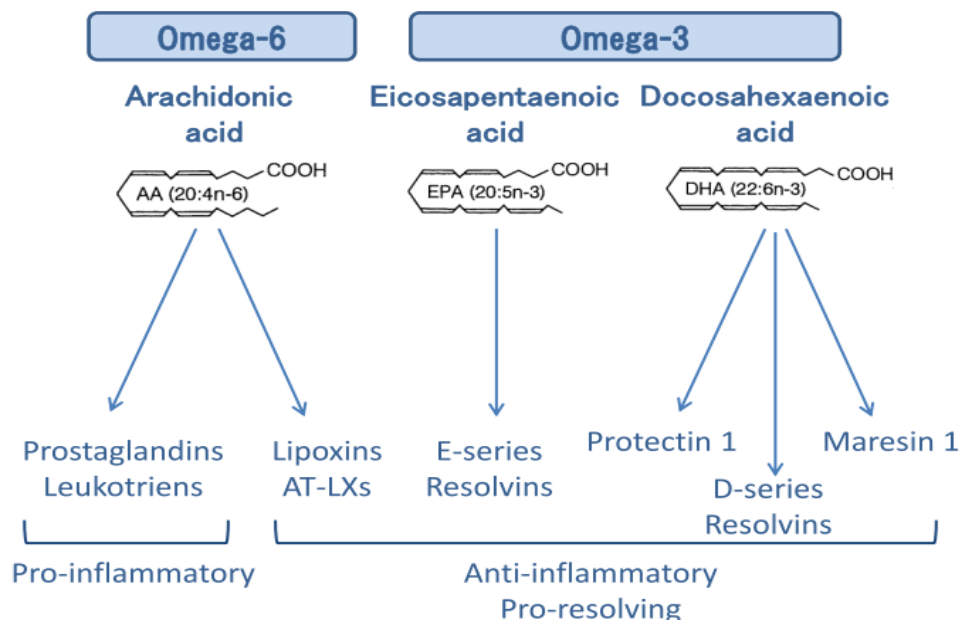 Omega-6
Omega-3
Arachidonic
acid
Eicosapentaenoic
acid
Docosahexaenoic
acid
COOH
AA (20:4n-6)
COOH
EPA (20:5n-3)
COOH
DHA (22:6n-3)
Prostaglandins
Leukotriens
Lipoxins
AT-LXs
E-series
Resolvins
Protectin 1
D-series
Resolvins
Maresin 1
Pro-inflammatory
Anti-inflammatory
Pro-resolving